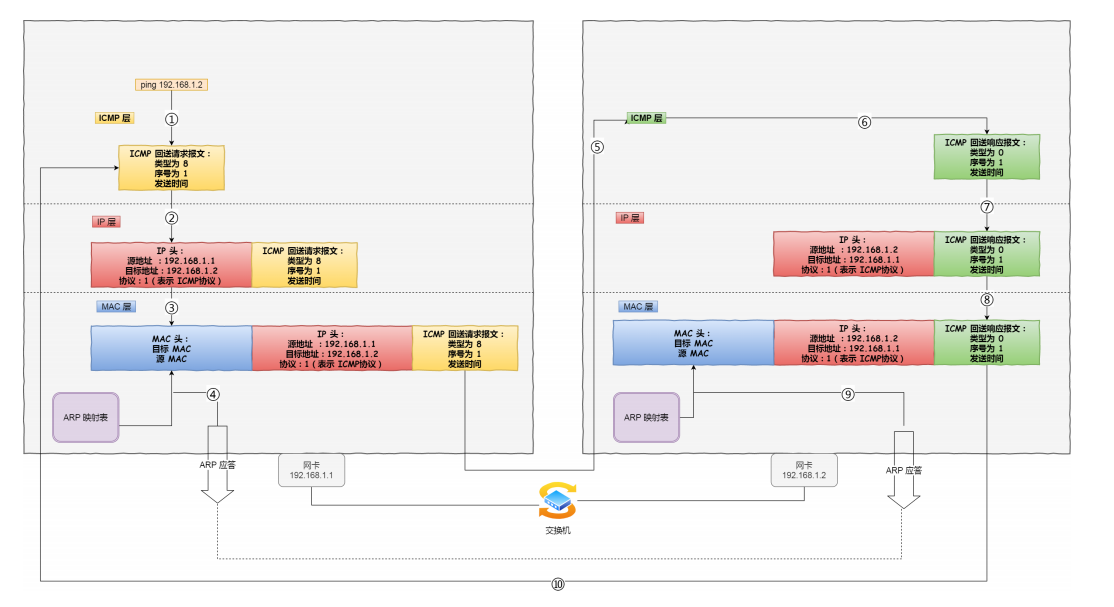 ping 192.168.1.2
ICMP 层
①
ICMP 回送请求报文：
类型为 8
序号为 1
发送时间
②
IP 层
IP 头：
源地址 ：192.168.1.1
目标地址：192.168.1.2
协议：1（表示 ICMP协议）
ICMP 回送请求报文：
类型为 8
序号为 1
发送时间
③
MAC 层
MAC 头：
目标 MAC
源 MAC
IP 头：
源地址 ：192.168.1.1
目标地址：192.168.1.2
协议：1（表示 ICMP协议）
ICMP 回送请求报文：
类型为 8
序号为 1
发送时间
④
ARP 映射表
ARP 应答
网卡
192.168.1.1
交换机
⑤
ICMP 层
⑥
ICMP 回送响应报文：
类型为 0
序号为 1
发送时间
⑦
IP 层
IP 头：
源地址 ：192.168.1.2
目标地址：192.168.1.1
协议：1（表示 ICMP协议）
ICMP 回送响应报文：
类型为 0
序号为 1
发送时间
⑧
MAC 层
MAC 头：
目标 MAC
源 MAC
IP 头：
源地址 ：192.168.1.2
目标地址：192.168.1.1
协议：1（表示 ICMP协议）
ICMP 回送响应报文：
类型为 0
序号为 1
发送时间
⑨
ARP 映射表
ARP 应答
网卡
192.168.1.2
⑩